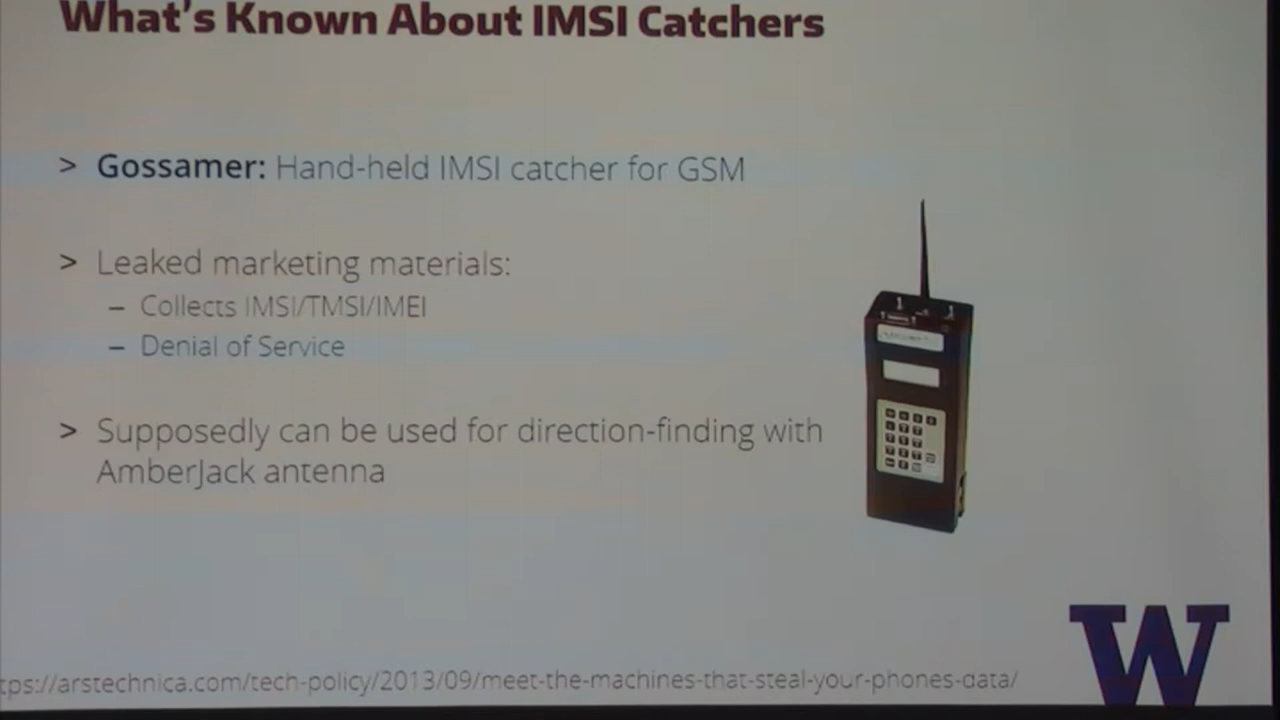 What's Known About IMSI Catchers
> Gossamer: Hand-held IMSI catcher for GSM
> Leaked marketing materials:
– Collects IMSI/TMSI/IMEI
– Denial of Service
> Supposedly can be used for direction-finding with
AmberJack antenna
tps://arstechnica.com/tech-policy/2013/09/meet-the-machines-that-steal-your-phones-data/
W